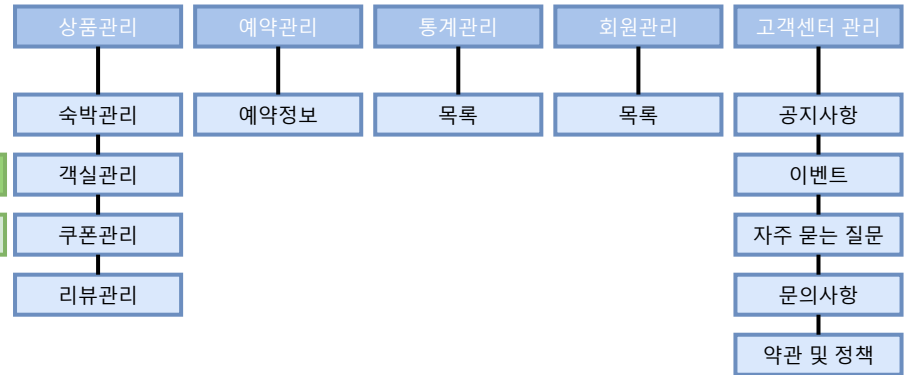 상품관리
예약관리
통계관리
회원관리
고객센터 관리
숙박관리
예약정보
목록
목록
공지사항
객실관리
이벤트
쿠폰관리
자주 묻는 질문
리뷰관리
문의사항
약관 및 정책